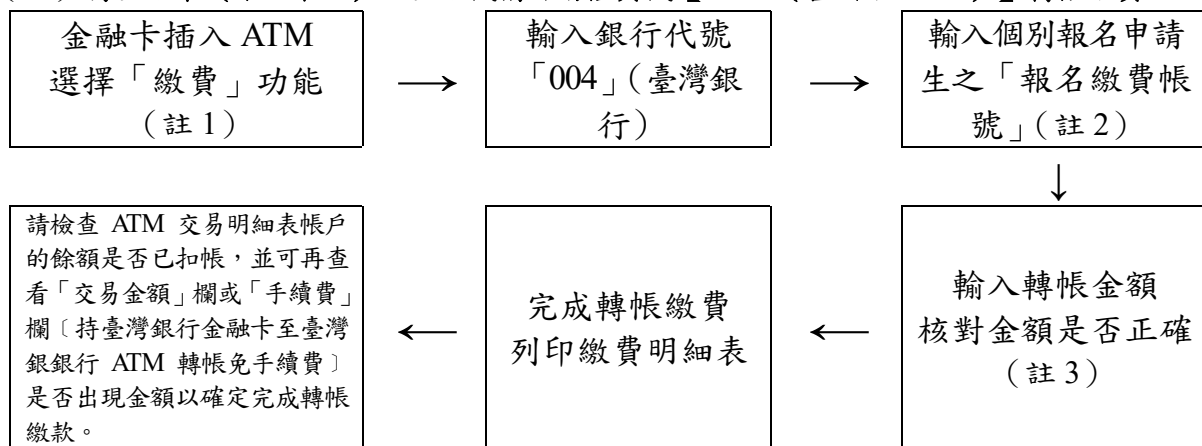 金融卡插入 ATM
選擇「繳費」功能
（註 1）
→
輸入銀行代號
「004」（臺灣銀
行）
→
輸入個別報名申請
生之「報名繳費帳
號」（註 2）
↓
輸入轉帳金額
核對金額是否正確
（註 3）
←
完成轉帳繳費
列印繳費明細表
←
請檢查 ATM 交易明細表帳戶
的餘額是否已扣帳，並可再查
看「交易金額」欄或「手續費」
欄〔持臺灣銀行金融卡至臺灣
銀銀行 ATM 轉帳免手續費〕
是否出現金額以確定完成轉帳
繳款。